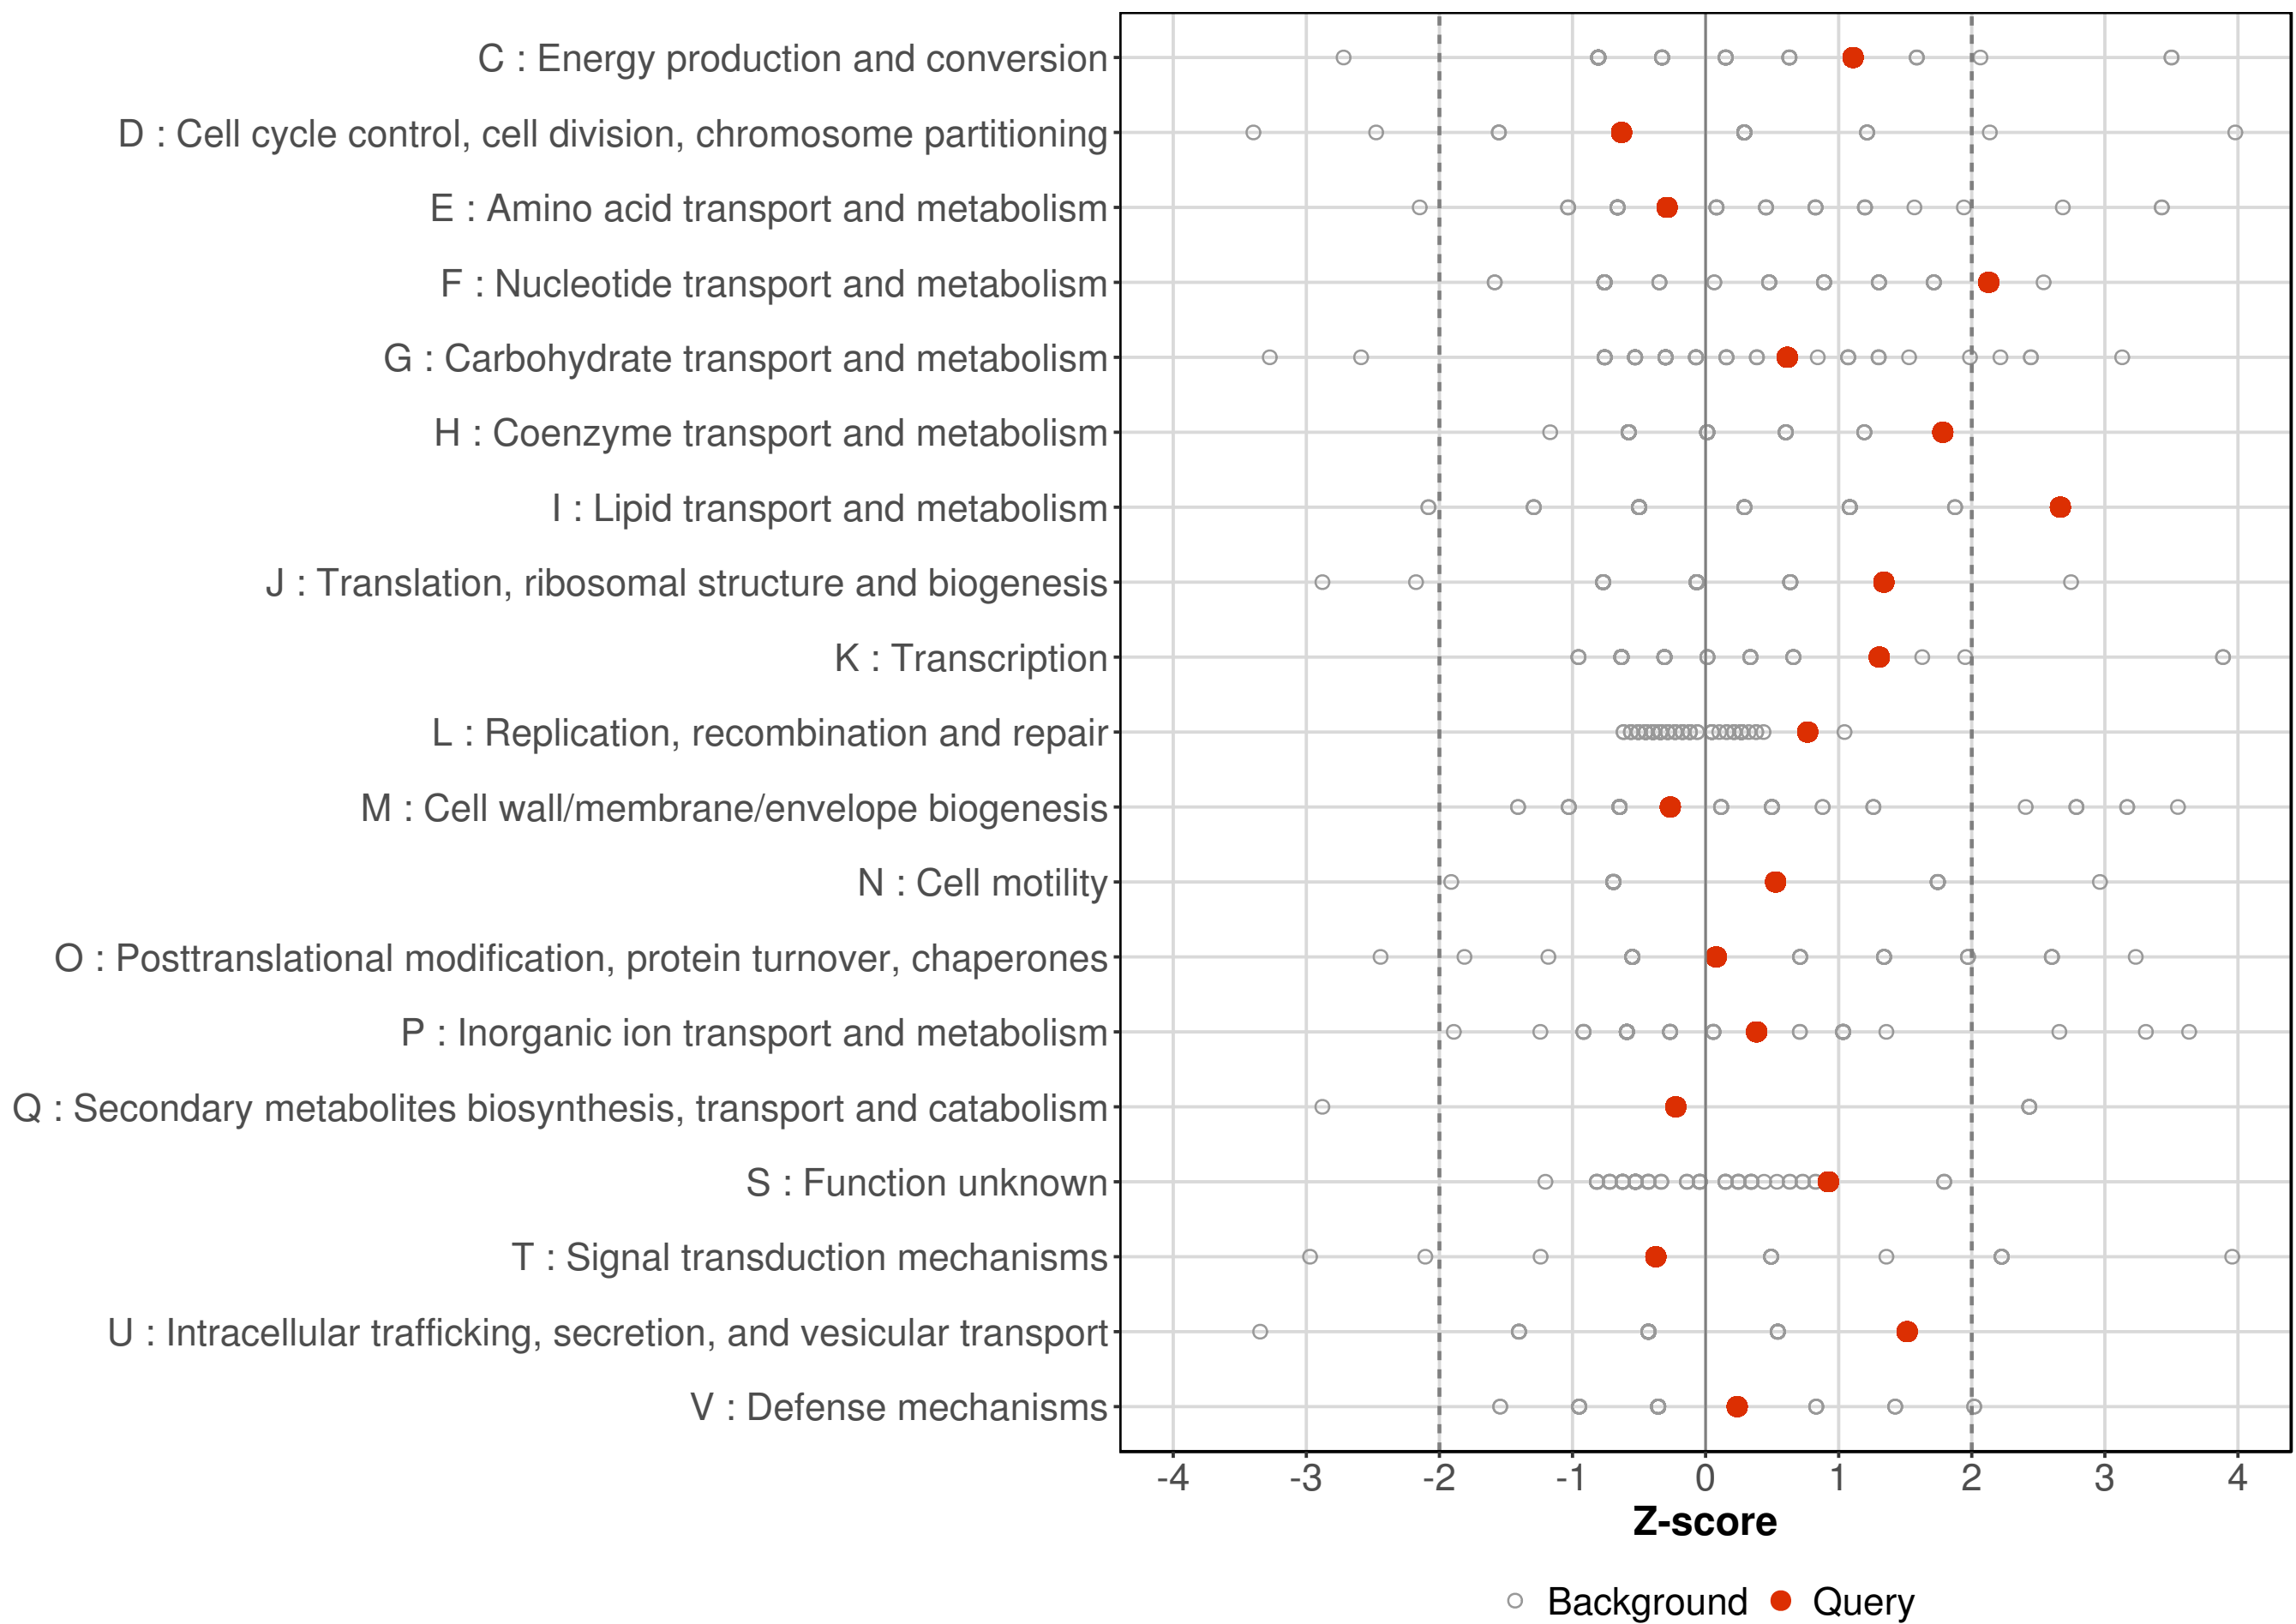 C : Energy production and conversion
D : Cell cycle control, cell division, chromosome partitioning
E : Amino acid transport and metabolism
F : Nucleotide transport and metabolism
G : Carbohydrate transport and metabolism
H : Coenzyme transport and metabolism
I : Lipid transport and metabolism
J : Translation, ribosomal structure and biogenesis
K : Transcription
L : Replication, recombination and repair
M : Cell wall/membrane/envelope biogenesis
N : Cell motility
O : Posttranslational modification, protein turnover, chaperones
P : Inorganic ion transport and metabolism
Q : Secondary metabolites biosynthesis, transport and catabolism
S : Function unknown
T : Signal transduction mechanisms
U : Intracellular trafficking, secretion, and vesicular transport
V : Defense mechanisms
-4 -3 -2 -1 0 1 2 3 4
Z-score
Background Query